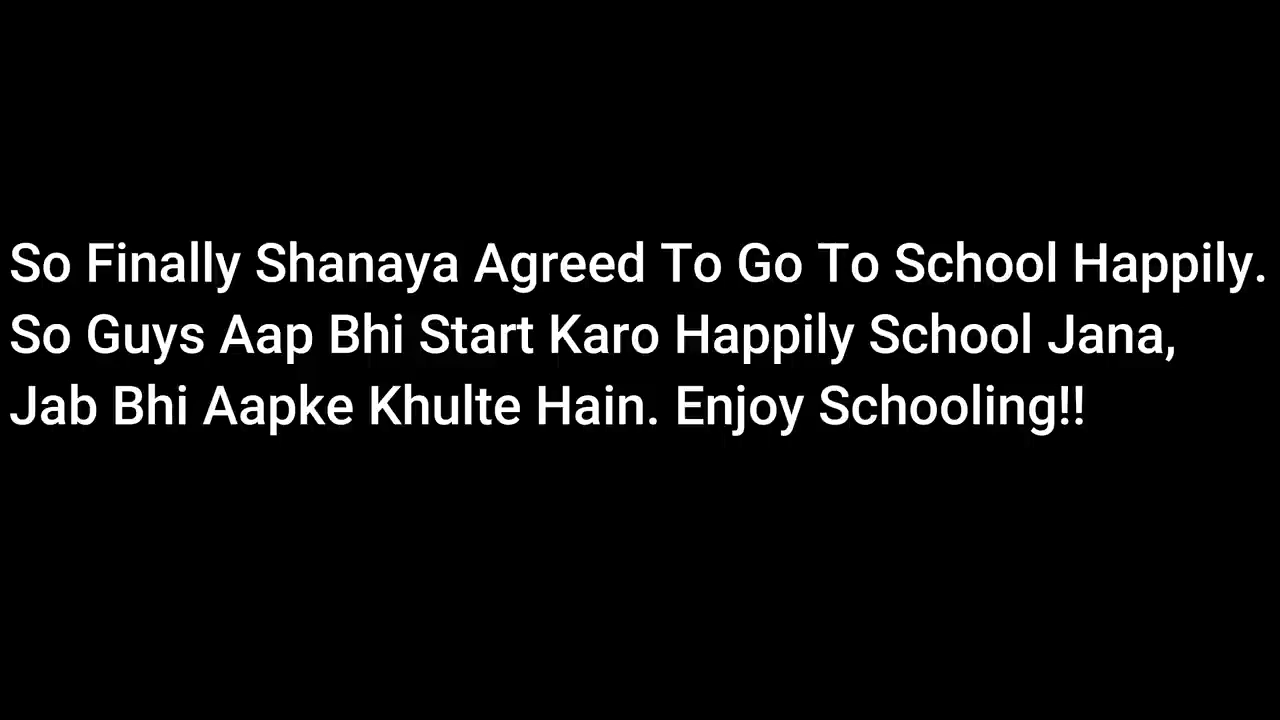 So Finally Shanaya Agreed To Go To School Happily.
So Guys Aap Bhi Start Karo Happily School Jana,
Jab Bhi Aapke Khulte Hain. Enjoy Schooling!!